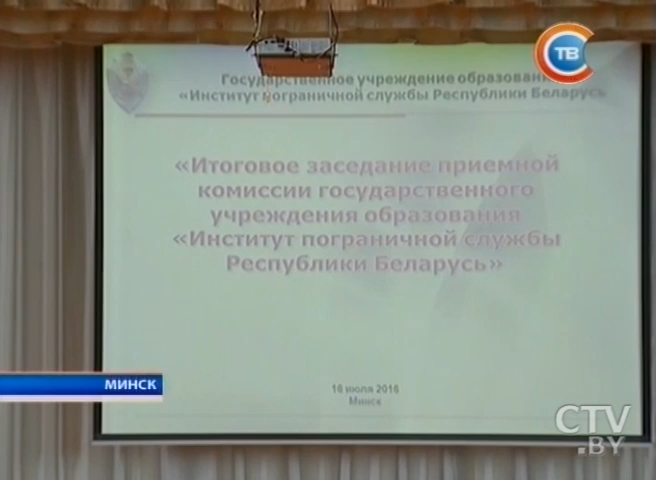 СТВ
Государственное учреждение образования
«Институт пограничной службы Республики Беларусь
«Итоговое заседание приемной
комиссии государственного
учреждения образования
«Институт пограничной службы
Республики Беларусь»
МИНСК
16 июля 2016
Минск
CTV
.BY